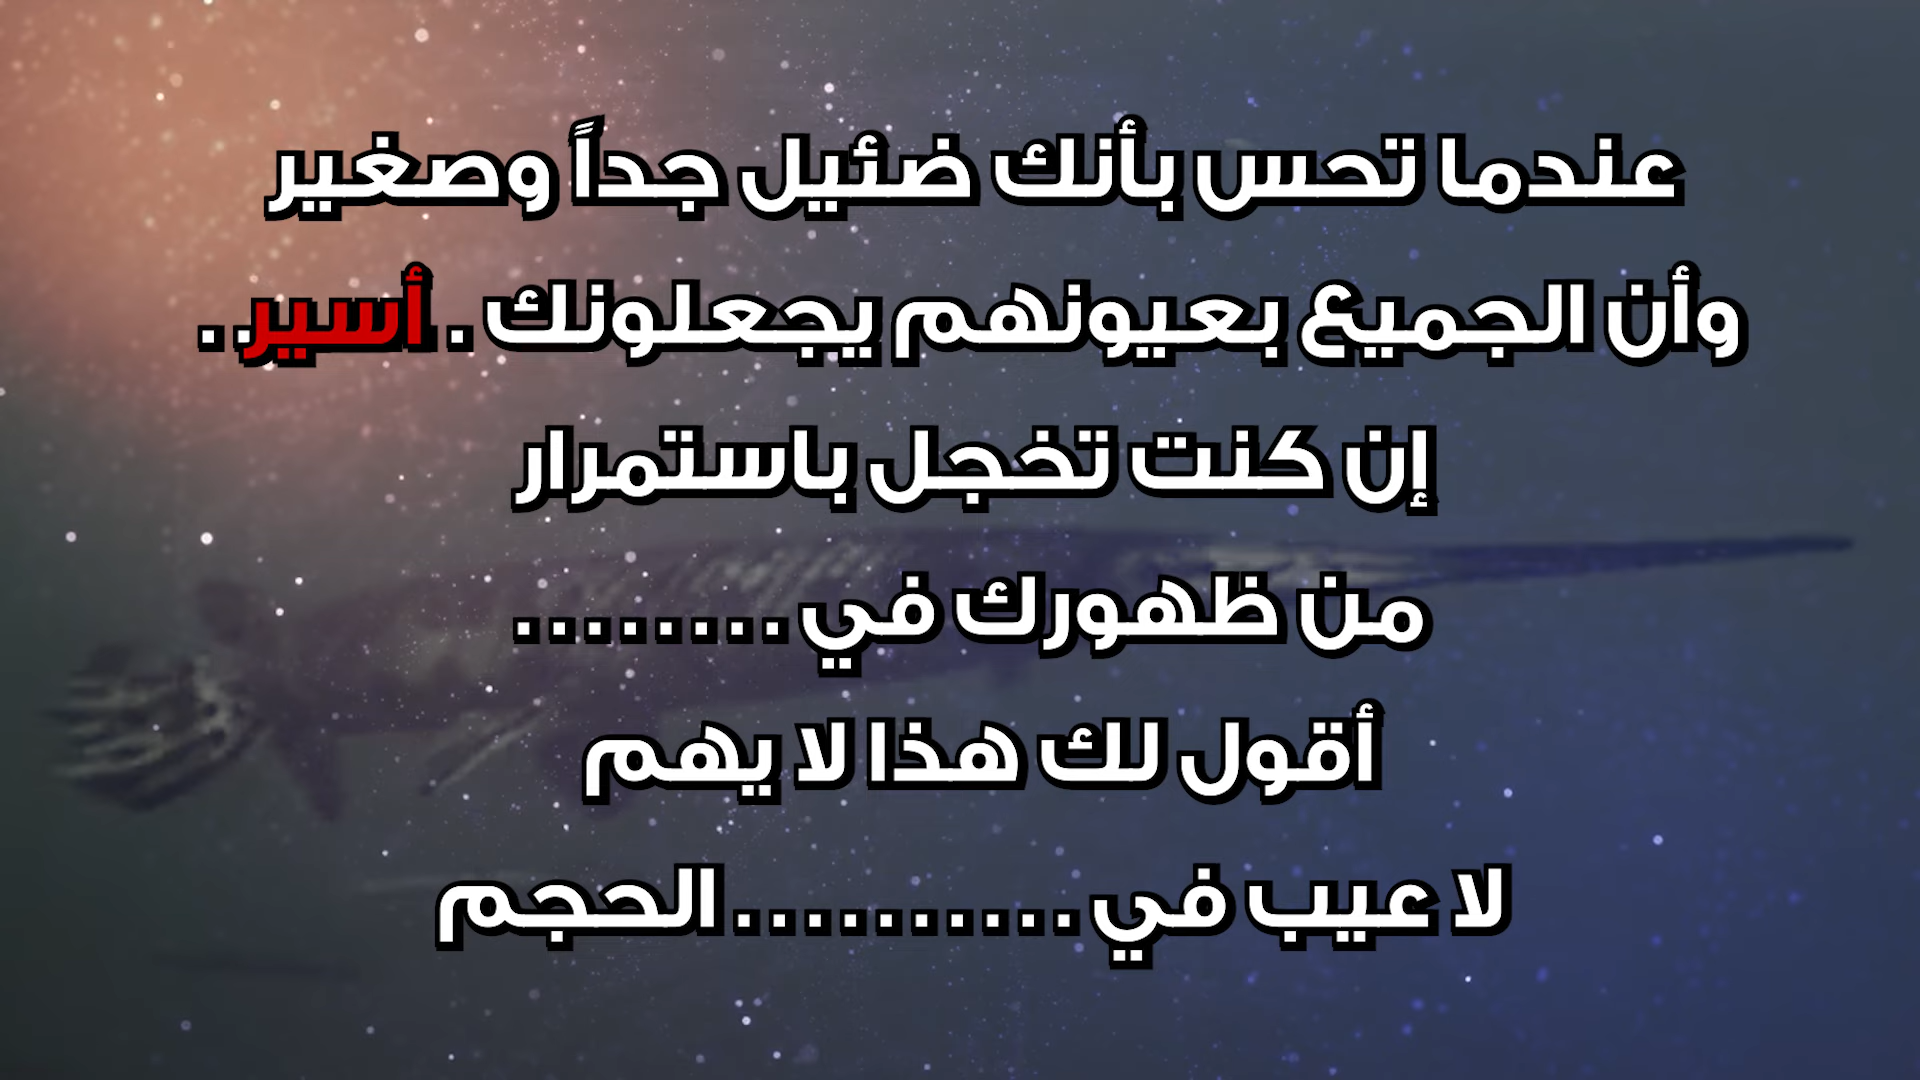 عندما تحس بأنك ضئيل جداً وصغير
وأن الجميع بعيونهم يجعلونك . أسير. .
إن كنت تخجل باستمرار
من ظهورك في . . . . . . . .
أقول لك هذا لا يهم
لا عيب في . . . . . . . . . . الحجم